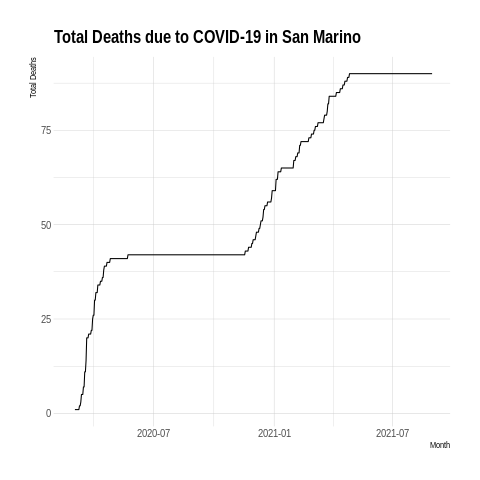 Total Deaths due to COVID-19 in San Marino
Total Deaths
75
50
25
0
2020-07
2021-01
2021-07
Month